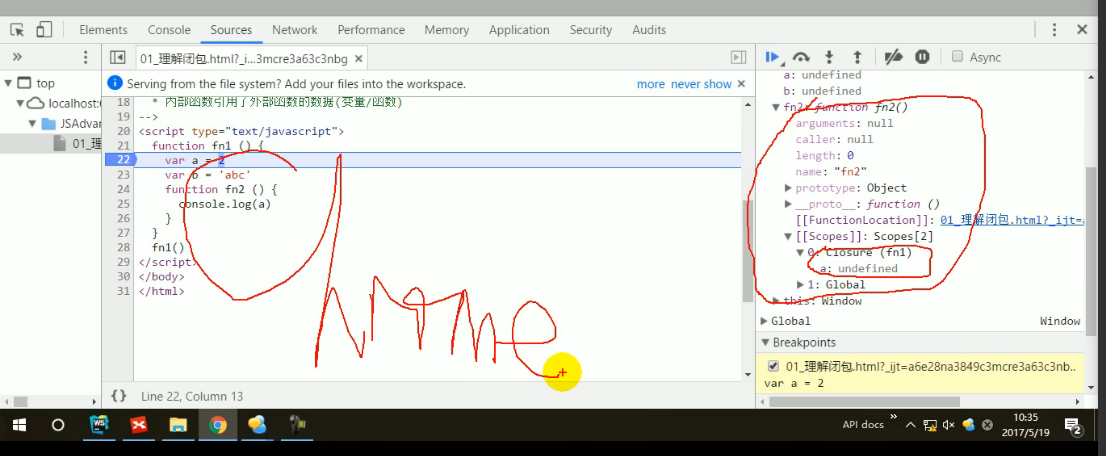 Elements Console Sources Network Performance Memory Application Security Audits
top
localhost:
JSAdva
01_理
01_理解闭包.html?_i...3mcre3a63c3nbg
Serving from the file system? Add your files into the workspace. more never show
18 * 内部函数引用了外部函数的数据(变量/函数)
19 -->
20 <script type="text/javascript">
21 function fn1 () {
22 var a = 2
23 var b = 'abc'
24 function fn2 () {
25 console.log(a)
26 }
27 }
28 fn1()
29 </script>
30 </body>
31 </html>
{} Line 22, Column 13
Chrome
Async
a: undefined
b: undefined
fn2: function fn2()
arguments: null
caller: null
length: 0
name: "fn2"
prototype: Object
__proto__: function ()
[[FunctionLocation]]: 01_理解闭包.html?_ijt=a
[[Scopes]]: Scopes[2]
0: Closure (fn1)
a: undefined
1: Global
this: Window
Global Window
Breakpoints
01_理解闭包.html?_ijt=a6e28na3849c3mcre3a63c3nb...
var a = 2
WS
API docs
10:35
2017/5/19
2